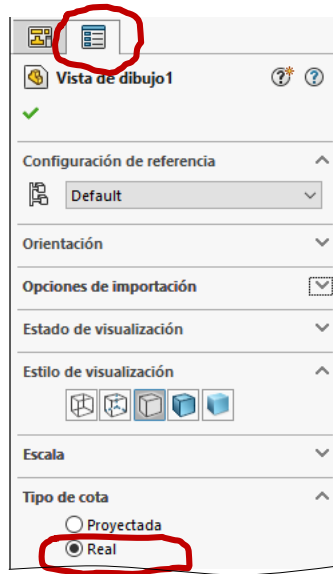 Vista de dibujo1
Configuración de referencia
Default
Orientación
Opciones de importación
Estado de visualización
Estilo de visualización
Escala
Tipo de cota
Proyectada
Real